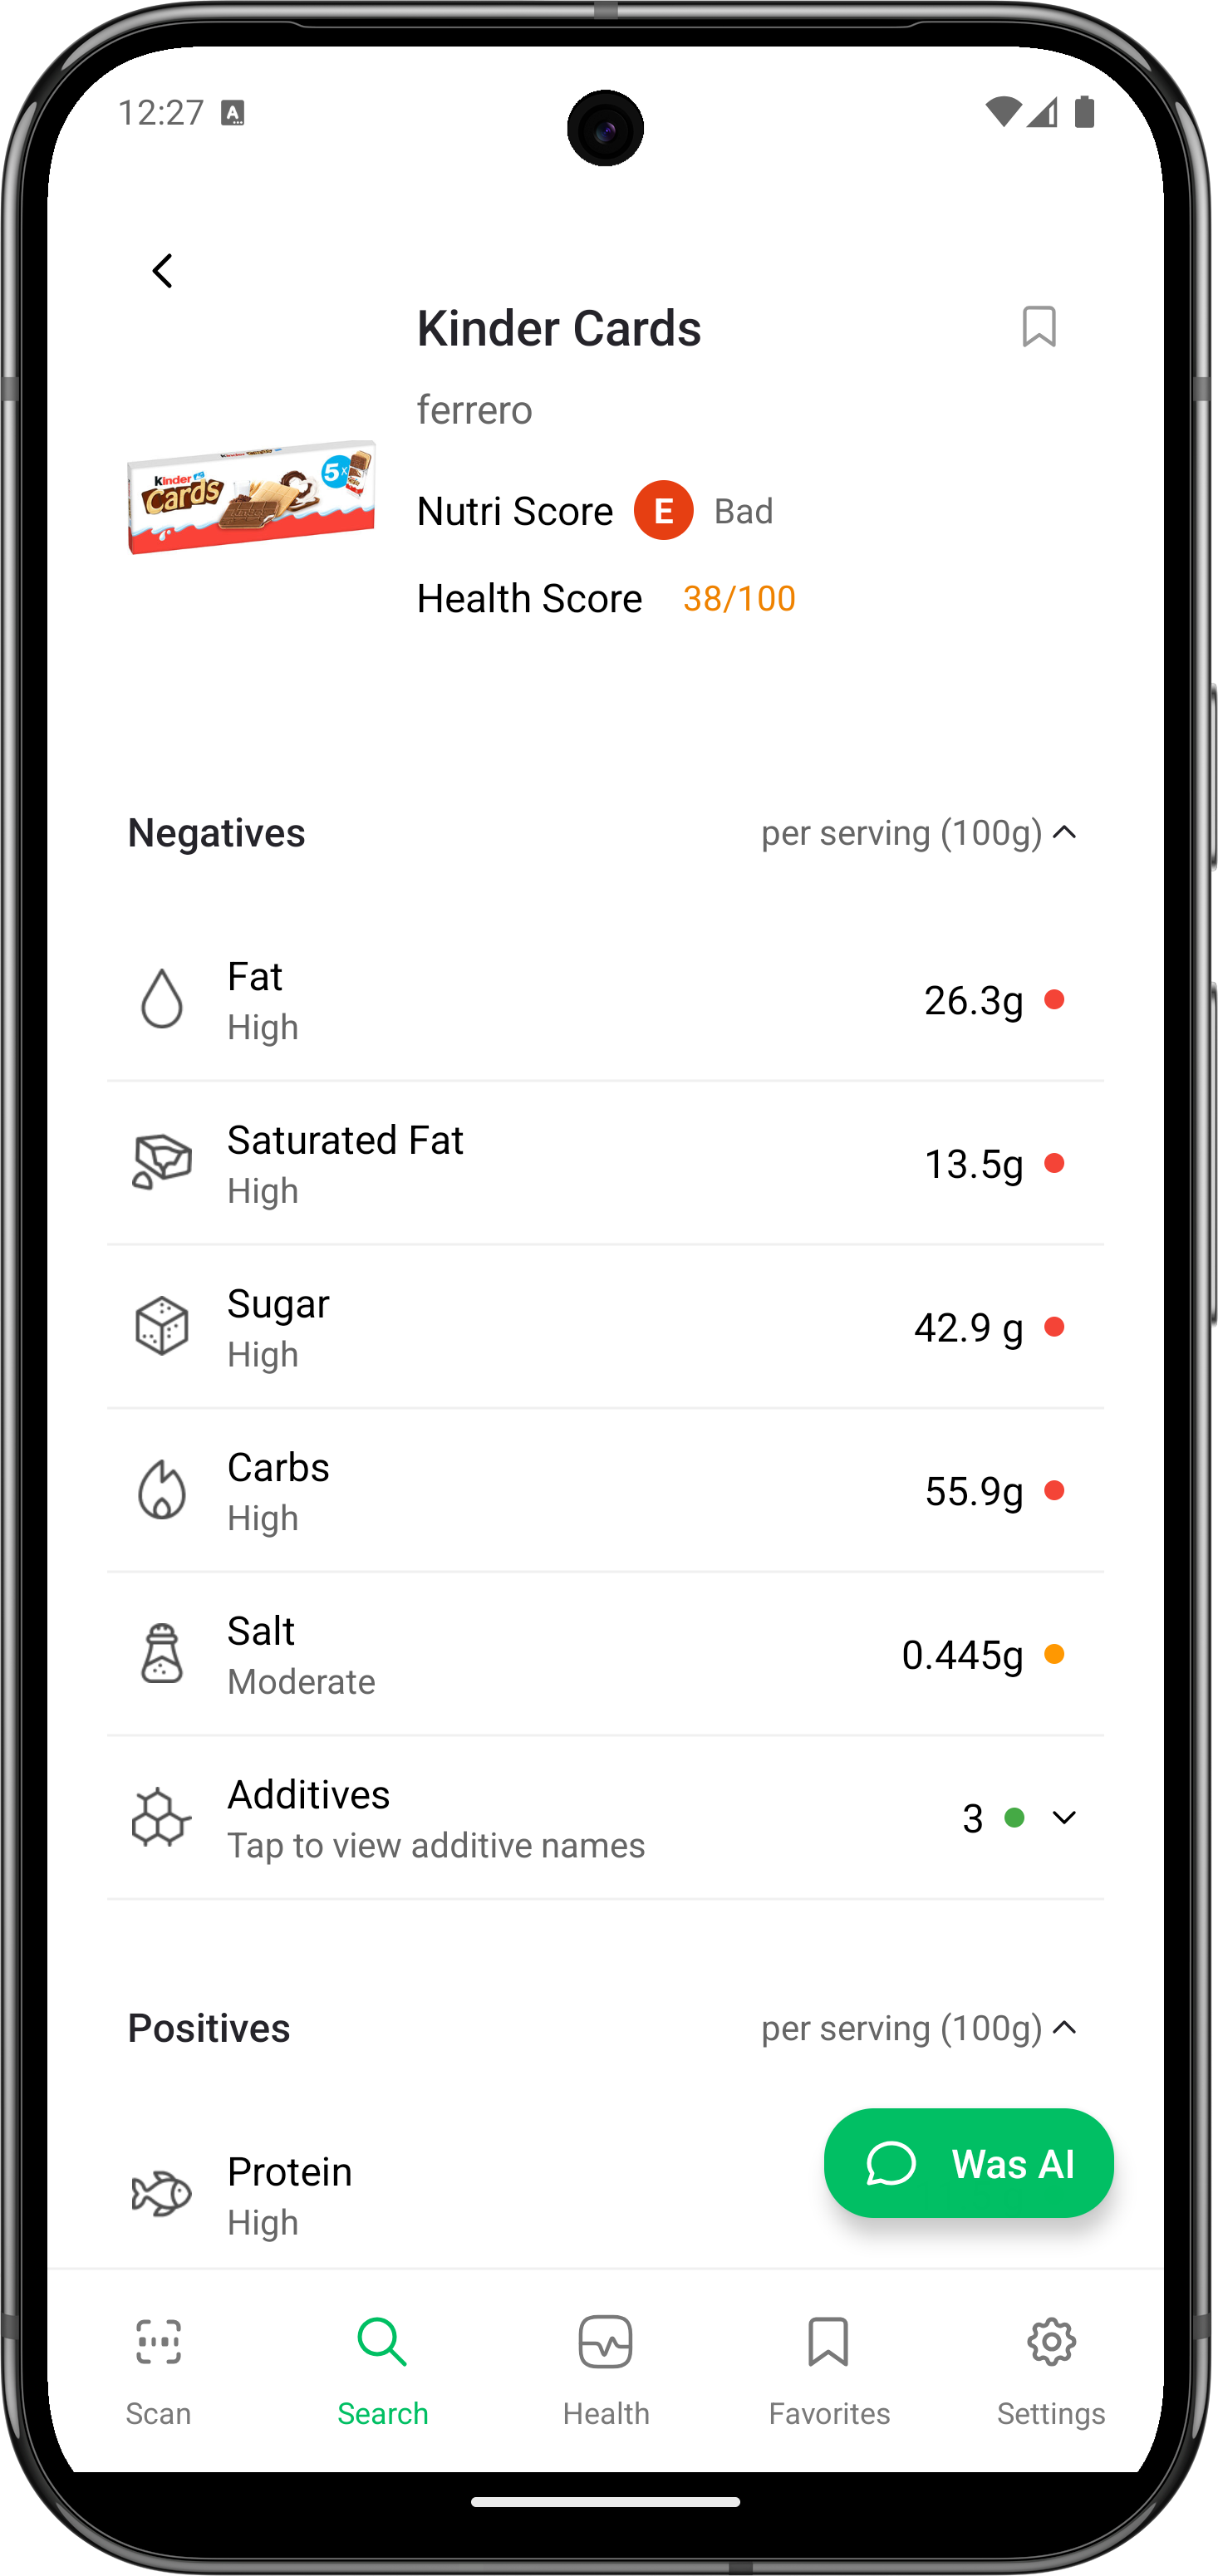 12:27 A
Kinder Cards
ferrero
Kinder
Cards
5x
Nutri Score E Bad
Health Score 38/100
Negatives per serving (100g)
Fat
High
26.3g
Saturated Fat
High
13.5g
Sugar
High
42.9 g
Carbs
High
55.9g
Salt
Moderate
0.445g
Additives
Tap to view additive names
3
Positives per serving (100g)
Protein
High
Was AI
Scan Search Health Favorites Settings